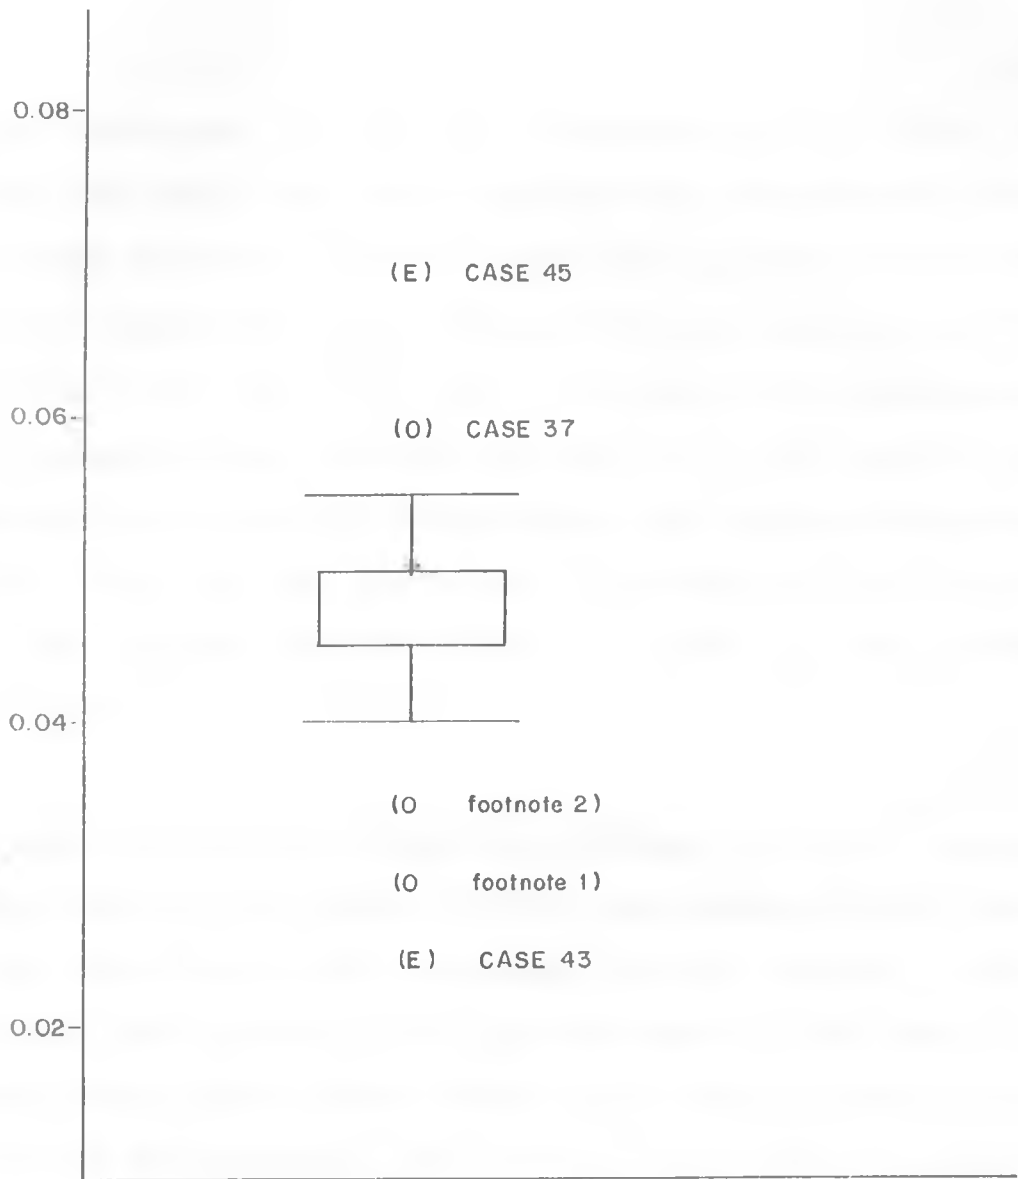 0.08
(E) CASE 45
0.06
(O) CASE 37
0.04
(O footnote 2)
(O footnote 1)
(E) CASE 43
0.02